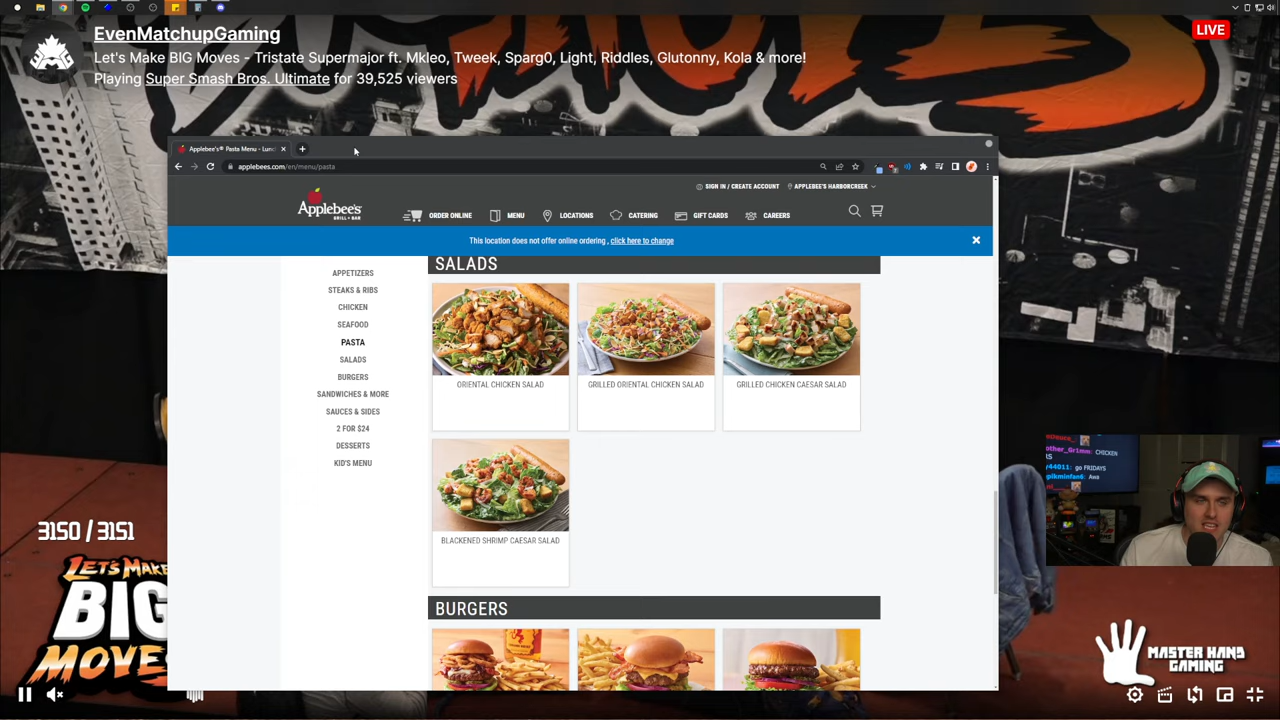 EvenMatchupGaming
LIVE
Let's Make BIG Moves - Tristate Supermajor ft. Mkleo, Tweek, Sparg0, Light, Riddles, Glutonny, Kola & more!
Playing Super Smash Bros. Ultimate for 39,525 viewers
Applebee's® Pasta Menu - Lunc
applebees.com/en/menu/pasta
SIGN IN / CREATE ACCOUNT
APPLEBEE'S HARBORCREEK
Applebee's
GRILL + BAR
ORDER ONLINE
MENU
LOCATIONS
CATERING
GIFT CARDS
CAREERS
This location does not offer online ordering , click here to change
APPETIZERS
STEAKS & RIBS
CHICKEN
SEAFOOD
PASTA
SALADS
BURGERS
SANDWICHES & MORE
SAUCES & SIDES
2 FOR $24
DESSERTS
KID'S MENU
SALADS
ORIENTAL CHICKEN SALAD
GRILLED ORIENTAL CHICKEN SALAD
GRILLED CHICKEN CAESAR SALAD
BLACKENED SHRIMP CAESAR SALAD
BURGERS
CHICKEN
go FRIDAYS
Awa
3150 / 3151
LET'S MAKE
BIG
MOVES
MASTER HAND
GAMING